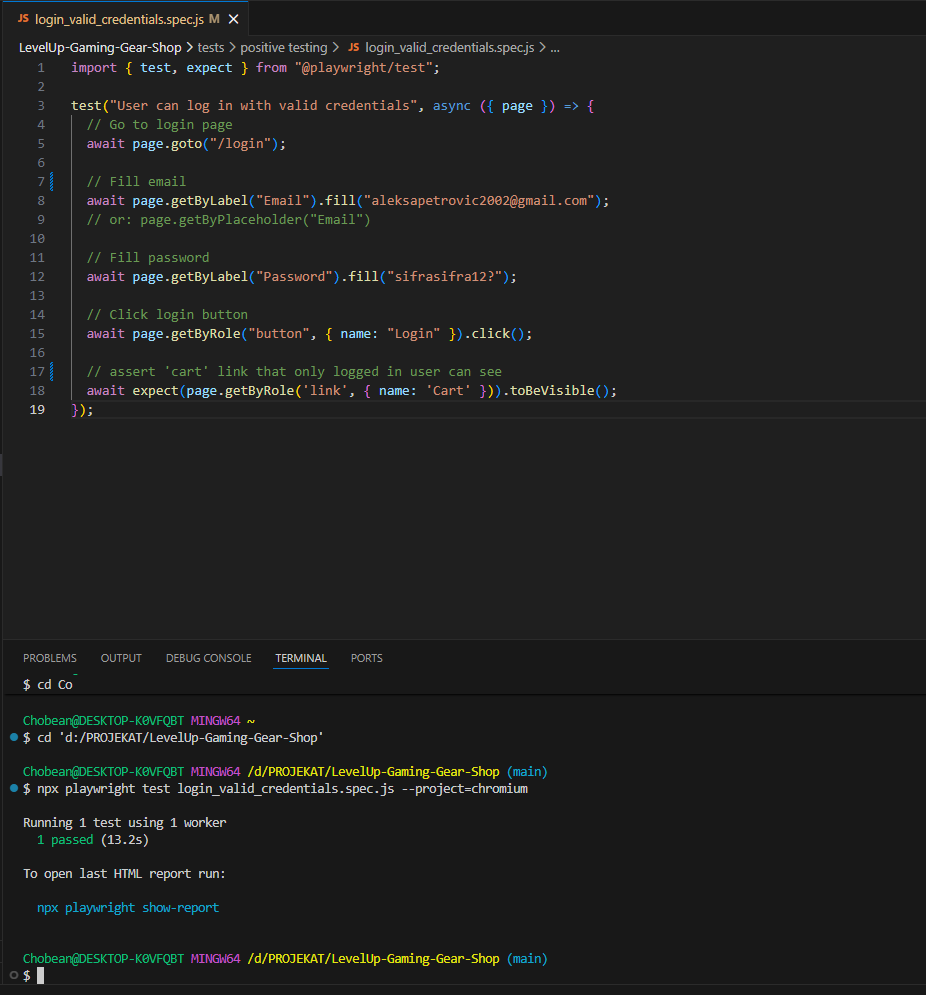 JS login_valid_credentials.spec.js M ×
LevelUp-Gaming-Gear-Shop > tests > positive testing > JS login_valid_credentials.spec.js > ...
1 import { test, expect } from "@playwright/test";
2
3 test("User can log in with valid credentials", async ({ page }) => {
4 // Go to login page
5 await page.goto("/login");
6
7 // Fill email
8 await page.getByLabel("Email").fill("aleksapetrovic2002@gmail.com");
9 // or: page.getByPlaceholder("Email")
10
11 // Fill password
12 await page.getByLabel("Password").fill("sifrasifra12?");
13
14 // Click login button
15 await page.getByRole("button", { name: "Login" }).click();
16
17 // assert 'cart' link that only logged in user can see
18 await expect(page.getByRole('link', { name: 'Cart' })).toBeVisible();
19 });
PROBLEMS OUTPUT DEBUG CONSOLE TERMINAL PORTS
$ cd Co
Chobean@DESKTOP-K0VFQBT MINGW64 ~
$ cd 'd:/PROJEKAT/LevelUp-Gaming-Gear-Shop'
Chobean@DESKTOP-K0VFQBT MINGW64 /d/PROJEKAT/LevelUp-Gaming-Gear-Shop (main)
$ npx playwright test login_valid_credentials.spec.js --project=chromium
Running 1 test using 1 worker
1 passed (13.2s)
To open last HTML report run:
npx playwright show-report
Chobean@DESKTOP-K0VFQBT MINGW64 /d/PROJEKAT/LevelUp-Gaming-Gear-Shop (main)
$